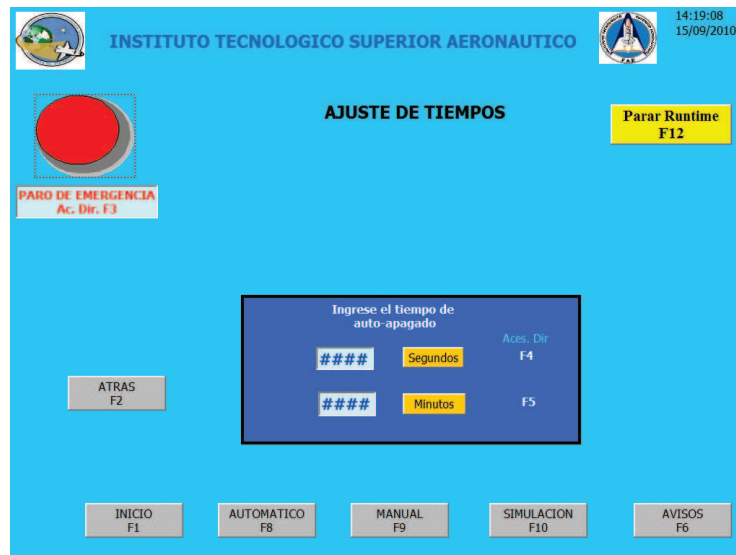 INSTITUTO TECNOLOGICO SUPERIOR AERONAUTICO
14:19:08
15/09/2010
FAE
AJUSTE DE TIEMPOS
Parar Runtime
F12
PARO DE EMERGENCIA
Ac. Dir. F3
Ingrese el tiempo de
auto-apagado
Aces. Dir
#### Segundos F4
#### Minutos F5
ATRAS
F2
INICIO
F1
AUTOMATICO
F8
MANUAL
F9
SIMULACION
F10
AVISOS
F6